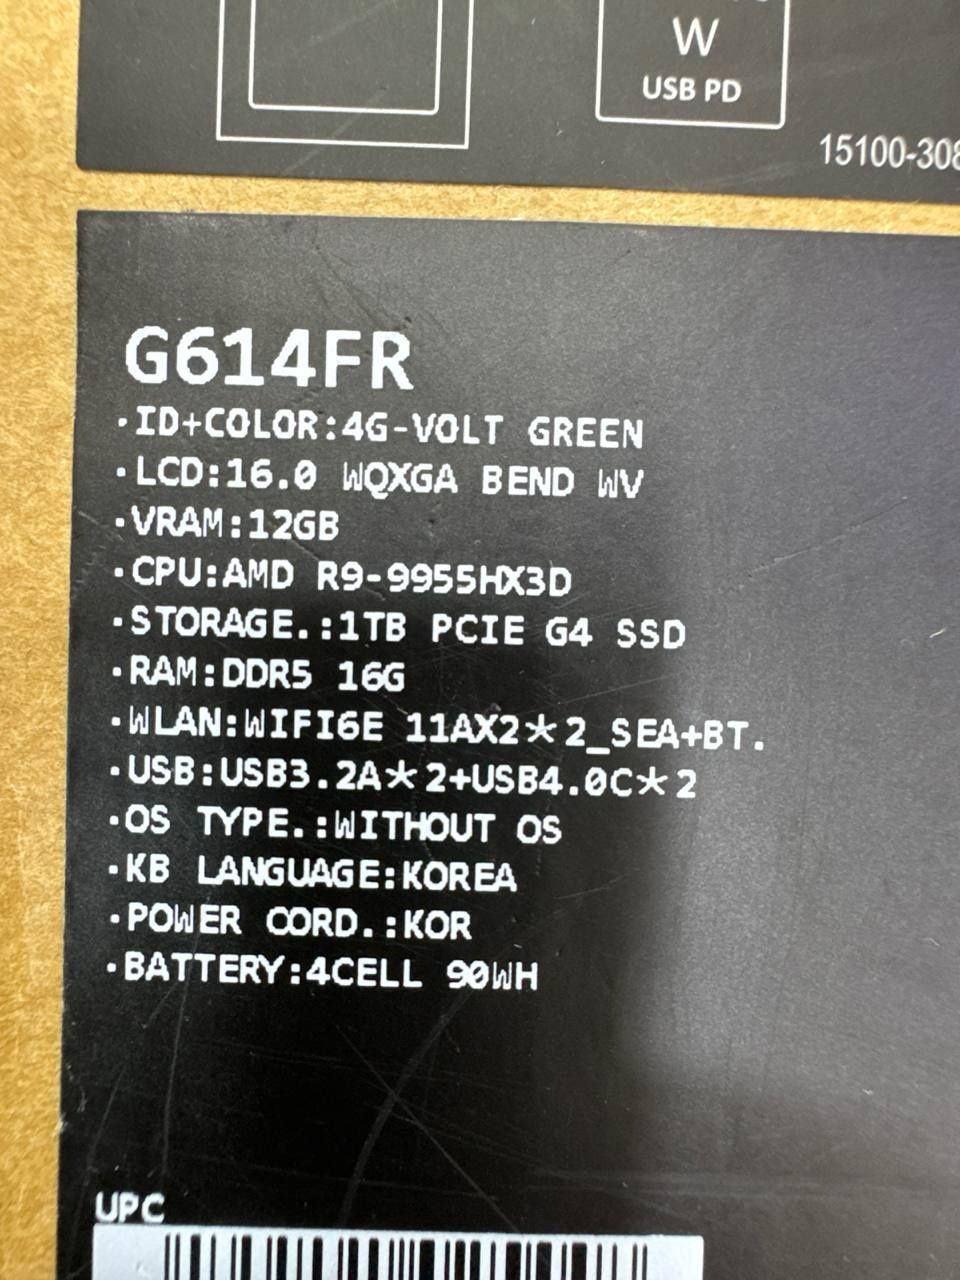 W
USB PD
15100-308
G614FR
·ID+COLOR:4G-VOLT GREEN
·LCD:16.0 WQXGA BEND WV
·VRAM:12GB
·CPU:AMD R9-9955HX3D
·STORAGE.:1TB PCIE G4 SSD
·RAM:DDR5 16G
·WLAN:WIFI6E 11AX2*2_SEA+BT.
·USB:USB3.2A*2+USB4.0C*2
·OS TYPE.:WITHOUT OS
·KB LANGUAGE:KOREA
·POWER CORD.:KOR
·BATTERY:4CELL 90WH
UPC